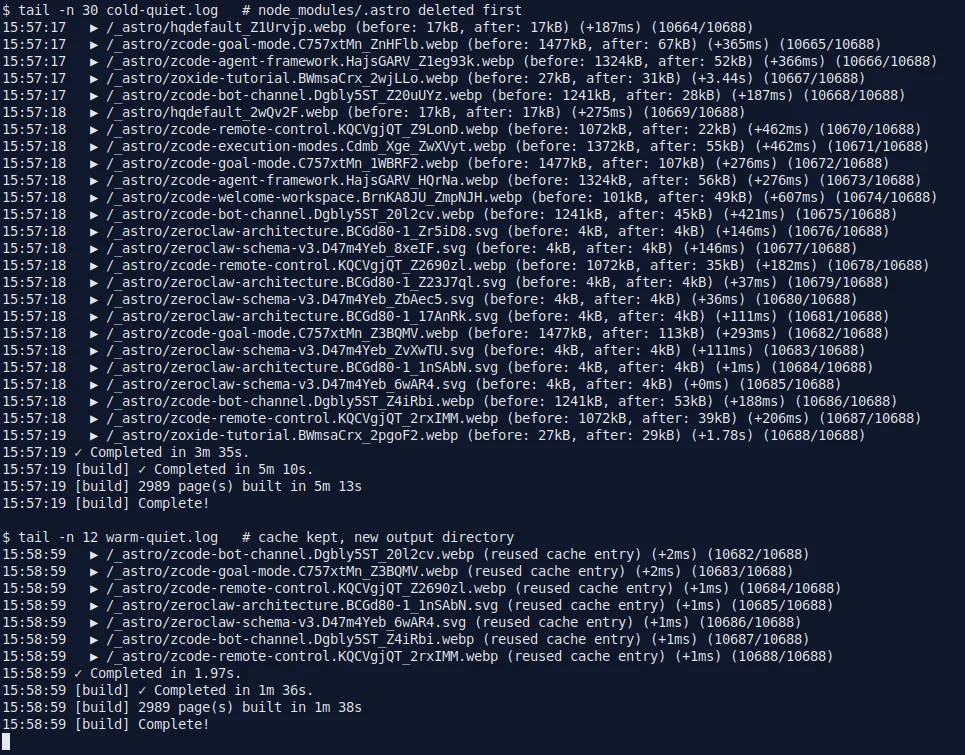 $ tail -n 30 cold-quiet.log   # node_modules/.astro deleted first
15:57:17   ▶ /_astro/hqdefault_Z1Urvjp.webp (before: 17kB, after: 17kB) (+187ms) (10664/10688)
15:57:17   ▶ /_astro/zcode-goal-mode.C757xtMn_ZnHFlb.webp (before: 1477kB, after: 67kB) (+365ms) (10665/10688)
15:57:17   ▶ /_astro/zcode-agent-framework.HajsGARV_Z1eg93k.webp (before: 1324kB, after: 52kB) (+366ms) (10666/10688)
15:57:17   ▶ /_astro/zoxide-tutorial.BWmsaCrx_2wjLLo.webp (before: 27kB, after: 31kB) (+3.44s) (10667/10688)
15:57:17   ▶ /_astro/zcode-bot-channel.Dgbly5ST_Z20uUYz.webp (before: 1241kB, after: 28kB) (+187ms) (10668/10688)
15:57:18   ▶ /_astro/hqdefault_2wQv2F.webp (before: 17kB, after: 17kB) (+275ms) (10669/10688)
15:57:18   ▶ /_astro/zcode-remote-control.KQCVgjQT_Z9LonD.webp (before: 1072kB, after: 22kB) (+462ms) (10670/10688)
15:57:18   ▶ /_astro/zcode-execution-modes.Cdmb_Xge_ZwXVyt.webp (before: 1372kB, after: 55kB) (+462ms) (10671/10688)
15:57:18   ▶ /_astro/zcode-goal-mode.C757xtMn_1WBRF2.webp (before: 1477kB, after: 107kB) (+276ms) (10672/10688)
15:57:18   ▶ /_astro/zcode-agent-framework.HajsGARV_HQrNa.webp (before: 1324kB, after: 56kB) (+276ms) (10673/10688)
15:57:18   ▶ /_astro/zcode-welcome-workspace.BrnKA8JU_ZmpNJH.webp (before: 101kB, after: 49kB) (+607ms) (10674/10688)
15:57:18   ▶ /_astro/zcode-bot-channel.Dgbly5ST_20l2cv.webp (before: 1241kB, after: 45kB) (+421ms) (10675/10688)
15:57:18   ▶ /_astro/zeroclaw-architecture.BCGd80-1_Zr5iD8.svg (before: 4kB, after: 4kB) (+146ms) (10676/10688)
15:57:18   ▶ /_astro/zeroclaw-schema-v3.D47m4Yeb_8xeIF.svg (before: 4kB, after: 4kB) (+146ms) (10677/10688)
15:57:18   ▶ /_astro/zcode-remote-control.KQCVgjQT_Z2690zl.webp (before: 1072kB, after: 35kB) (+182ms) (10678/10688)
15:57:18   ▶ /_astro/zeroclaw-architecture.BCGd80-1_Z23J7ql.svg (before: 4kB, after: 4kB) (+37ms) (10679/10688)
15:57:18   ▶ /_astro/zeroclaw-schema-v3.D47m4Yeb_ZbAec5.svg (before: 4kB, after: 4kB) (+36ms) (10680/10688)
15:57:18   ▶ /_astro/zeroclaw-architecture.BCGd80-1_17AnRk.svg (before: 4kB, after: 4kB) (+111ms) (10681/10688)
15:57:18   ▶ /_astro/zcode-goal-mode.C757xtMn_Z3BQMV.webp (before: 1477kB, after: 113kB) (+293ms) (10682/10688)
15:57:18   ▶ /_astro/zeroclaw-schema-v3.D47m4Yeb_ZvXwTU.svg (before: 4kB, after: 4kB) (+111ms) (10683/10688)
15:57:18   ▶ /_astro/zeroclaw-architecture.BCGd80-1_1nSAbN.svg (before: 4kB, after: 4kB) (+1ms) (10684/10688)
15:57:18   ▶ /_astro/zeroclaw-schema-v3.D47m4Yeb_6wAR4.svg (before: 4kB, after: 4kB) (+0ms) (10685/10688)
15:57:18   ▶ /_astro/zcode-bot-channel.Dgbly5ST_Z4iRbi.webp (before: 1241kB, after: 53kB) (+188ms) (10686/10688)
15:57:18   ▶ /_astro/zcode-remote-control.KQCVgjQT_2rxIMM.webp (before: 1072kB, after: 39kB) (+206ms) (10687/10688)
15:57:19   ▶ /_astro/zoxide-tutorial.BWmsaCrx_2pgoF2.webp (before: 27kB, after: 29kB) (+1.78s) (10688/10688)
15:57:19 ✓ Completed in 3m 35s.
15:57:19 [build] ✓ Completed in 5m 10s.
15:57:19 [build] 2989 page(s) built in 5m 13s
15:57:19 [build] Complete!

$ tail -n 12 warm-quiet.log   # cache kept, new output directory
15:58:59   ▶ /_astro/zcode-bot-channel.Dgbly5ST_20l2cv.webp (reused cache entry) (+2ms) (10682/10688)
15:58:59   ▶ /_astro/zcode-goal-mode.C757xtMn_Z3BQMV.webp (reused cache entry) (+2ms) (10683/10688)
15:58:59   ▶ /_astro/zcode-remote-control.KQCVgjQT_Z2690zl.webp (reused cache entry) (+1ms) (10684/10688)
15:58:59   ▶ /_astro/zeroclaw-architecture.BCGd80-1_1nSAbN.svg (reused cache entry) (+1ms) (10685/10688)
15:58:59   ▶ /_astro/zeroclaw-schema-v3.D47m4Yeb_6wAR4.svg (reused cache entry) (+1ms) (10686/10688)
15:58:59   ▶ /_astro/zcode-bot-channel.Dgbly5ST_Z4iRbi.webp (reused cache entry) (+1ms) (10687/10688)
15:58:59   ▶ /_astro/zcode-remote-control.KQCVgjQT_2rxIMM.webp (reused cache entry) (+1ms) (10688/10688)
15:58:59 ✓ Completed in 1.97s.
15:58:59 [build] ✓ Completed in 1m 36s.
15:58:59 [build] 2989 page(s) built in 1m 38s
15:58:59 [build] Complete!